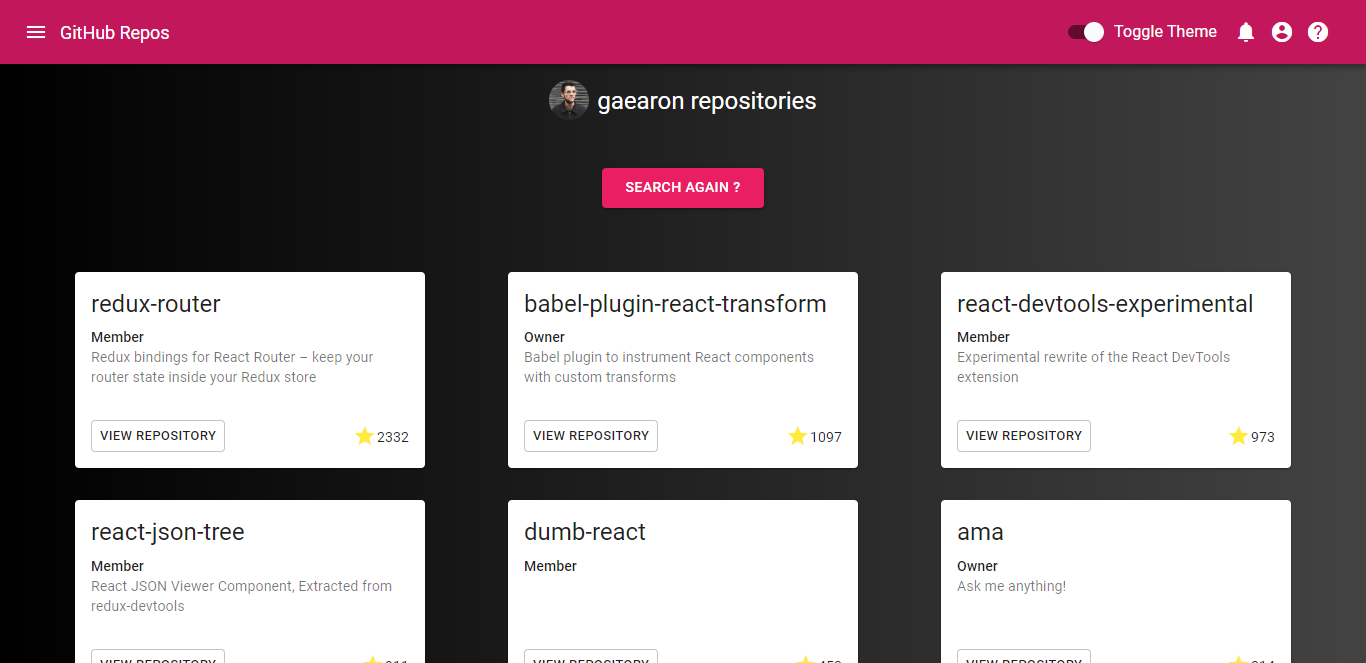 GitHub Repos
Toggle Theme
gaearon repositories
SEARCH AGAIN ?
redux-router
Member
Redux bindings for React Router – keep your
router state inside your Redux store
VIEW REPOSITORY
2332
babel-plugin-react-transform
Owner
Babel plugin to instrument React components
with custom transforms
VIEW REPOSITORY
1097
react-devtools-experimental
Member
Experimental rewrite of the React DevTools
extension
VIEW REPOSITORY
973
react-json-tree
Member
React JSON Viewer Component, Extracted from
redux-devtools
VIEW REPOSITORY
dumb-react
Member
VIEW REPOSITORY
ama
Owner
Ask me anything!
VIEW REPOSITORY